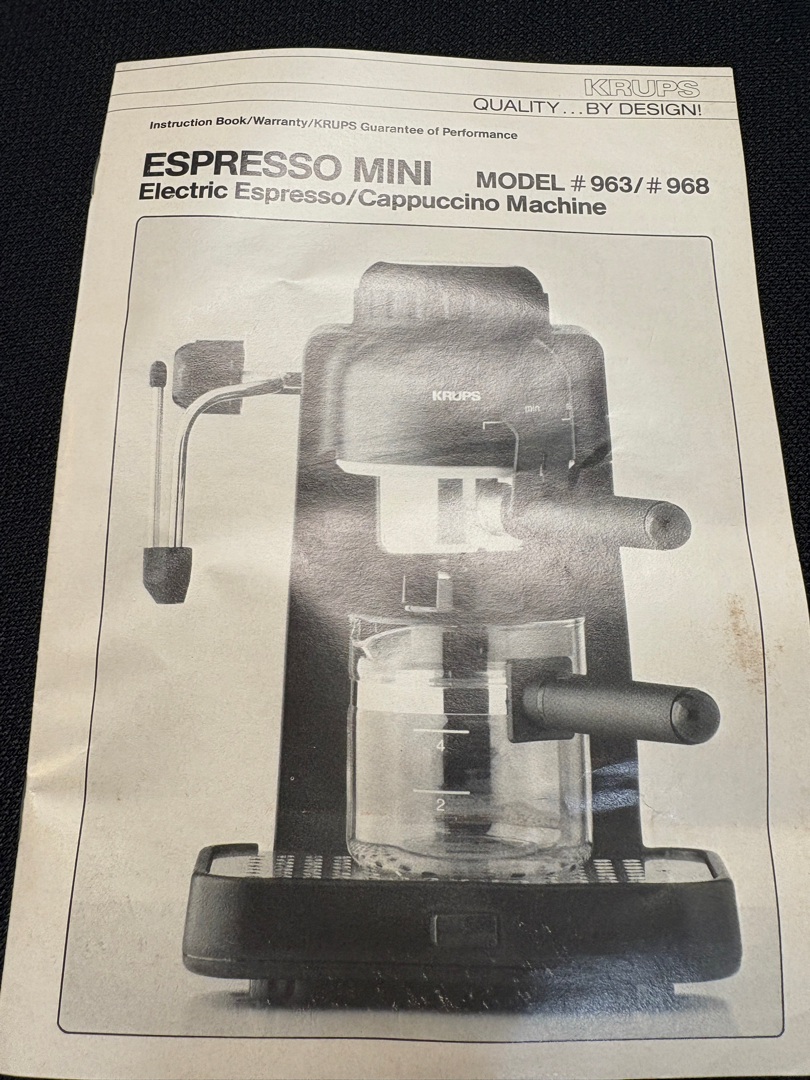 KRUPS
QUALITY...BY DESIGN!
Instruction Book/Warranty/KRUPS Guarantee of Performance
ESPRESSO MINI MODEL #963/#968
Electric Espresso/Cappuccino Machine
KRUPS
min
4
2